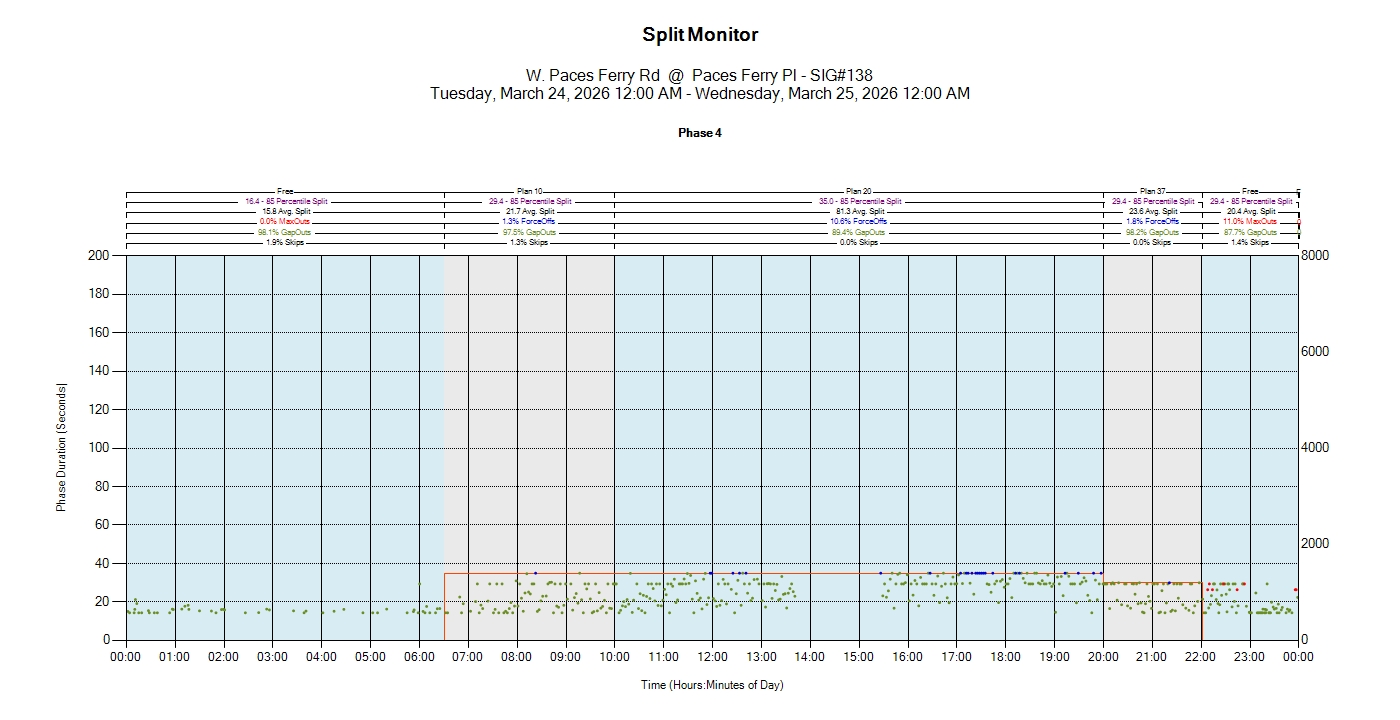 Split Monitor
W. Paces Ferry Rd @ Paces Ferry Pl - SIG#138
Tuesday, March 24, 2026 12:00 AM - Wednesday, March 25, 2026 12:00 AM
Phase 4
Free Plan 10 Plan 20 Plan 37 Free
16.4 - 85 Percentile Split 29.4 - 85 Percentile Split 35.0 - 85 Percentile Split 29.4 - 85 Percentile Split 29.4 - 85 Percentile Split
15.8 Avg. Split 21.7 Avg. Split 81.3 Avg. Split 23.6 Avg. Split 20.4 Avg. Split
0.0% MaxOuts 1.3% ForceOffs 10.6% ForceOffs 1.8% ForceOffs 11.0% MaxOuts
98.1% GapOuts 97.5% GapOuts 89.4% GapOuts 98.2% GapOuts 87.7% GapOuts
1.9% Skips 1.3% Skips 0.0% Skips 0.0% Skips 1.4% Skips
200 8000
180
160
6000
140
120
100 4000
80
60
2000
40
20
0 0
Phase Duration (Seconds)
00:00 01:00 02:00 03:00 04:00 05:00 06:00 07:00 08:00 09:00 10:00 11:00 12:00 13:00 14:00 15:00 16:00 17:00 18:00 19:00 20:00 21:00 22:00 23:00 00:00
Time (Hours:Minutes of Day)